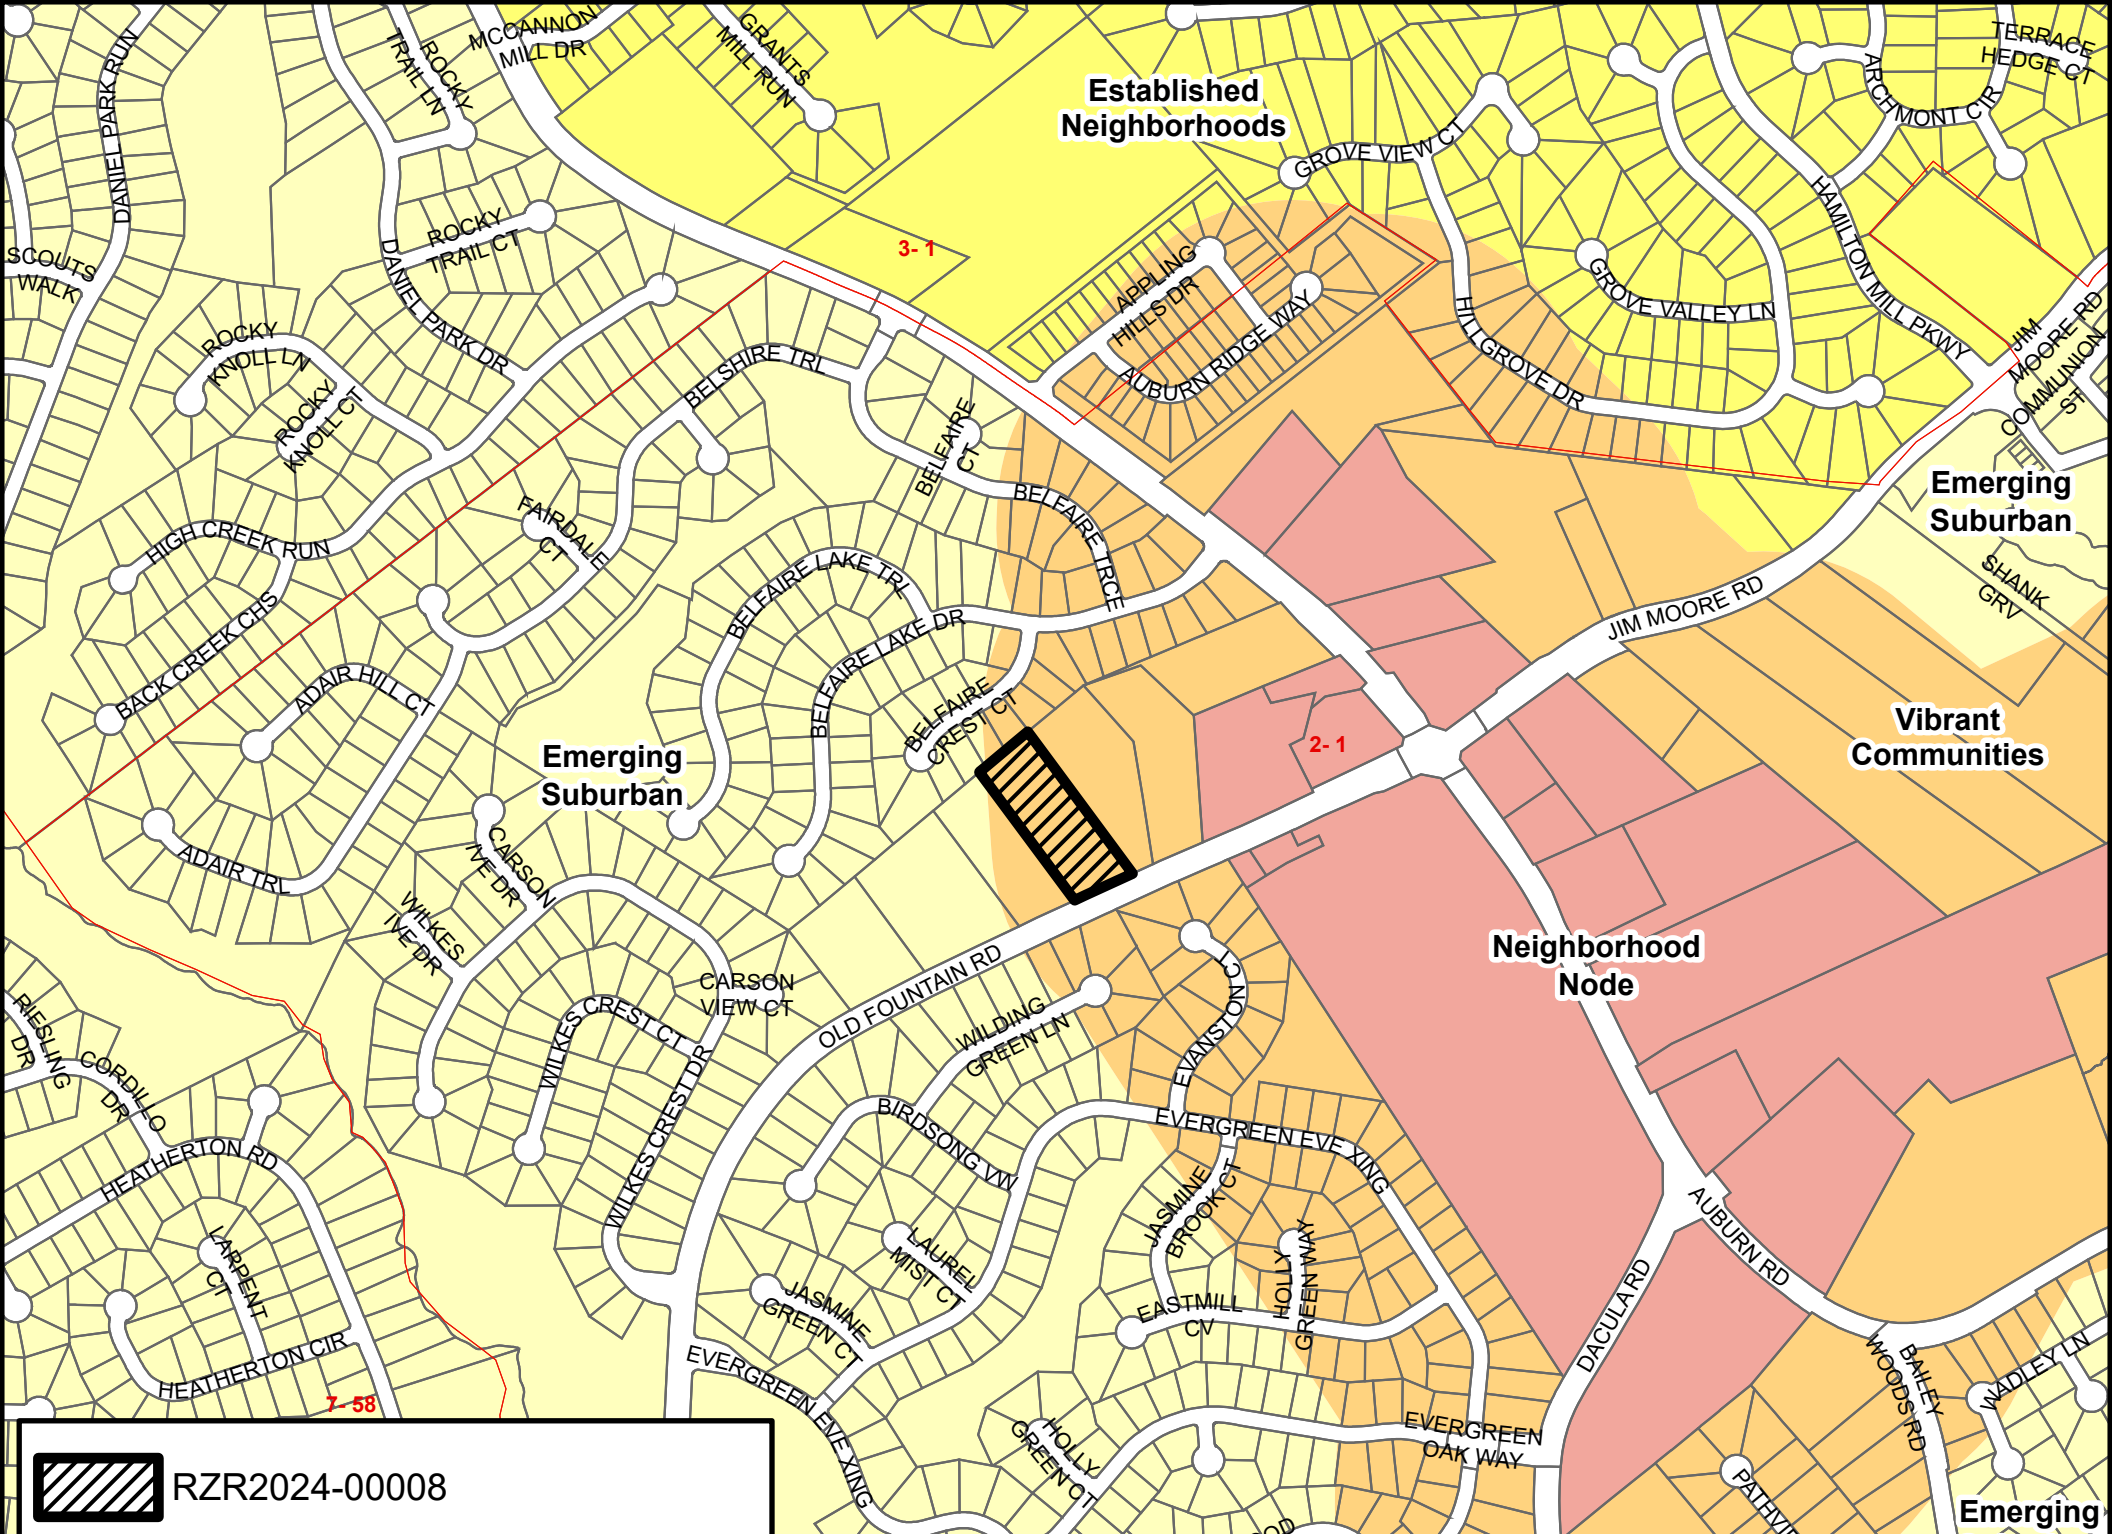 MCCANNON
MILL DR
ROCKY
TRAIL LN
GRANTS
MILL RUN
DANIEL PARK RUN
Established
Neighborhoods
TERRACE
HEDGE CT
ARCHMONT CIR
GROVE VIEW CT
HAMILTON MILL PKWY
SCOUTS
WALK
ROCKY
TRAIL CT
DANIEL PARK DR
3- 1
APPLING
HILLS DR
AUBURN RIDGE WAY
GROVE VALLEY LN
HILLGROVE DR
JIM
MOORE RD
COMMUNION
ST
ROCKY
KNOLL LN
ROCKY
KNOLL CT
BELSHIRE TRL
BELFAIRE
CT
BELFAIRE TRCE
Emerging
Suburban
HIGH CREEK RUN
FAIRDALE
CT
BELFAIRE LAKE TRL
BELFAIRE LAKE DR
SHANK
GRV
JIM MOORE RD
BACK CREEK CHS
ADAIR HILL CT
BELFAIRE
CREST CT
Vibrant
Communities
2- 1
Emerging
Suburban
ADAIR TRL
CARSON
IVE DR
WILKES
IVE DR
CARSON
VIEW CT
OLD FOUNTAIN RD
Neighborhood
Node
EVANSTON CT
WILDING
GREEN LN
WILKES CREST CT
WILKES CREST DR
RIESLING
DR
CORDILLO
DR
HEATHERTON RD
BIRDSONG VW
EVERGREEN EVE XING
JASMINE
BROOK CT
HOLLY
GREEN WAY
LARPENT
CT
LAUREL
MIST CT
JASMINE
GREEN CT
EASTMILL
CV
AUBURN RD
DACULA RD
HEATHERTON CIR
7- 58
EVERGREEN EVE XING
HOLLY
GREEN CT
EVERGREEN
OAK WAY
BAILEY
WOODS RD
WADLEY LN
RZR2024-00008
Emerging